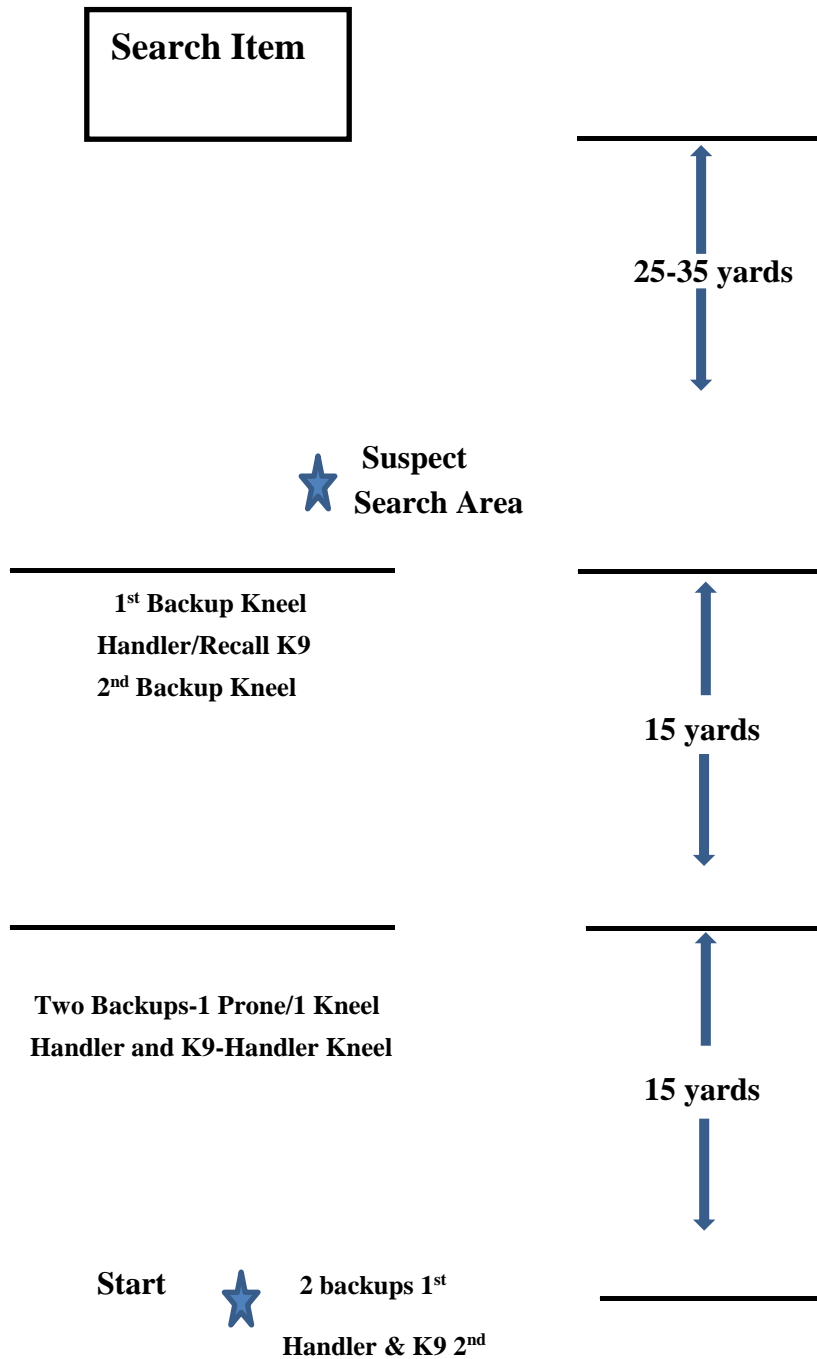 Search Item
25-35 yards
Suspect
Search Area
1st Backup Kneel
Handler/Recall K9
2nd Backup Kneel
15 yards
Two Backups-1 Prone/1 Kneel
Handler and K9-Handler Kneel
15 yards
Start
2 backups 1st
Handler & K9 2nd